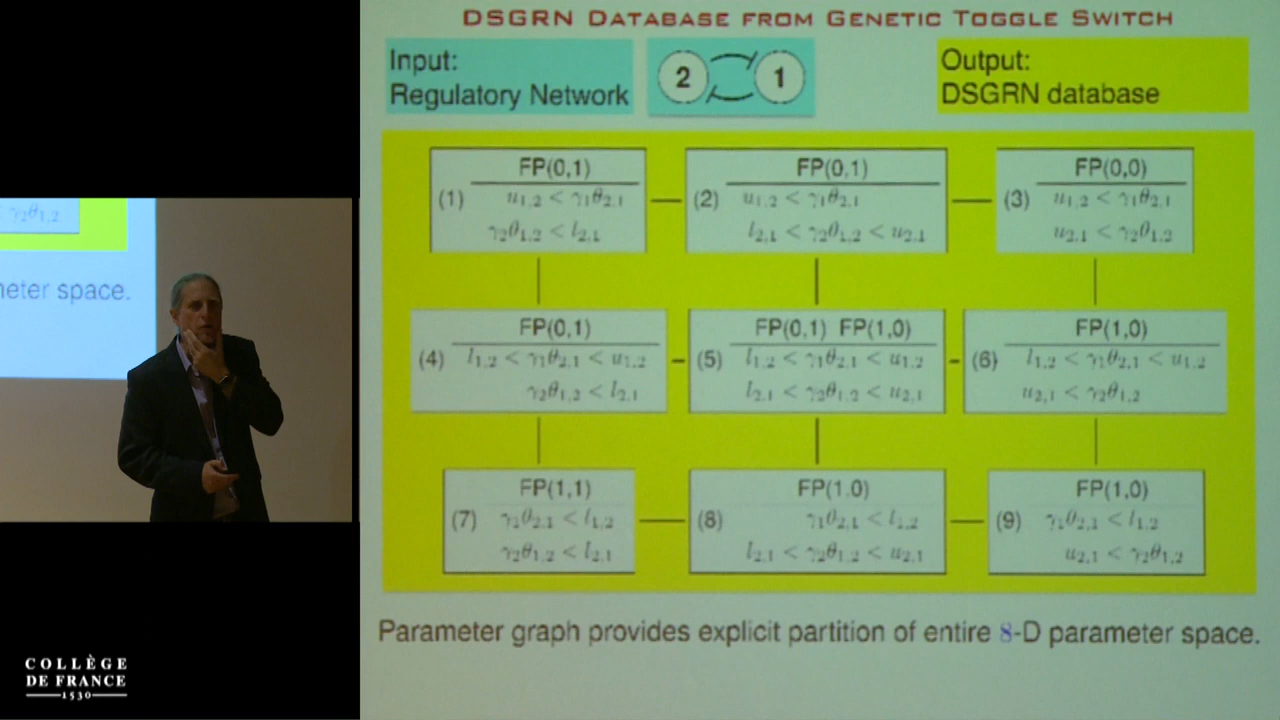 DSGRN DATABASE FROM GENETIC TOGGLE SWITCH
Input:
Regulatory Network
2 1
Output:
DSGRN database
FP(0,1)
(1) u₁,₂ < γ₁θ₂,₁
γ₂θ₁,₂ < l₂,₁
FP(0,1)
(2) u₁,₂ < γ₁θ₂,₁
l₂,₁ < γ₂θ₁,₂ < u₂,₁
FP(0,0)
(3) u₁,₂ < γ₁θ₂,₁
u₂,₁ < γ₂θ₁,₂
FP(0,1)
(4) l₁,₂ < γ₁θ₂,₁ < u₁,₂
γ₂θ₁,₂ < l₂,₁
FP(0,1) FP(1,0)
(5) l₁,₂ < γ₁θ₂,₁ < u₁,₂
l₂,₁ < γ₂θ₁,₂ < u₂,₁
FP(1,0)
(6) l₁,₂ < γ₁θ₂,₁ < u₁,₂
u₂,₁ < γ₂θ₁,₂
FP(1,1)
(7) γ₁θ₂,₁ < l₁,₂
γ₂θ₁,₂ < l₂,₁
FP(1.0)
(8) γ₁θ₂,₁ < l₁,₂
l₂,₁ < γ₂θ₁,₂ < u₂,₁
FP(1,0)
(9) γ₁θ₂,₁ < l₁,₂
u₂,₁ < γ₂θ₁,₂
Parameter graph provides explicit partition of entire 8-D parameter space.
< γ₂θ₁,₂
neter space.
COLLÈGE
DE FRANCE
1530